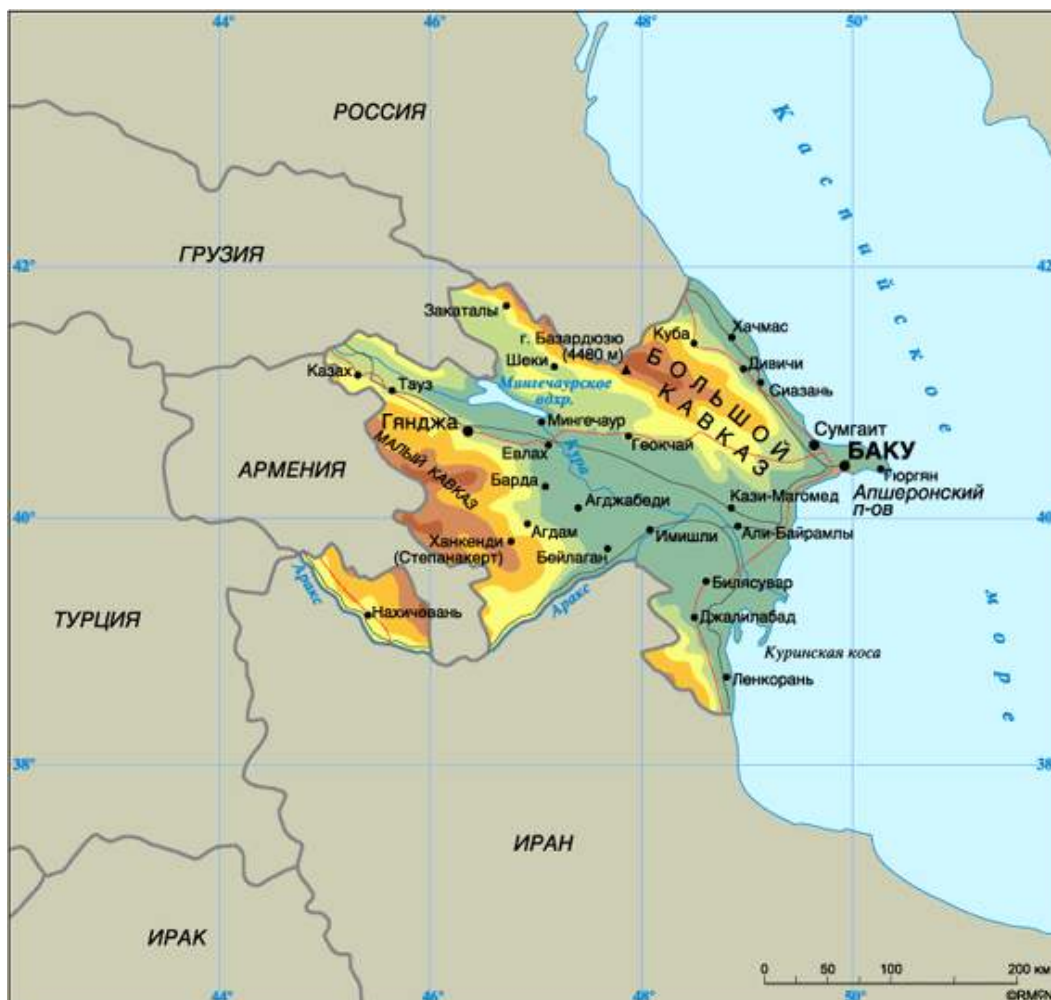 44°
46°
48°
50°
РОССИЯ
Каспийское море
ГРУЗИЯ
42°
42
Закаталы
г. Базардюзю
(4480 м)
Куба
Хачмас
Шеки
Дивичи
Казах
Сиазань
Тауз
Мингечаурское
вдхр.
БОЛЬШОЙ
КАВКАЗ
Гянджа
Мингечаур
Геокчай
Сумгаит
МАЛЫЙ КАВКАЗ
Евлах
Кура
БАКУ
Гюргян
АРМЕНИЯ
Барда
Агджабеди
Кази-Магомед
Апшеронский
п-ов
40°
40
Агдам
Имишли
Али-Байрамлы
Ханкенди
(Степанакерт)
Бейлаган
Аракс
Аракс
Билясувар
ТУРЦИЯ
Нахичевань
Джалилабад
Куринская коса
Ленкорань
38°
38
ИРАН
ИРАК
0
50
100
200 км
44°
46°
48°
50°